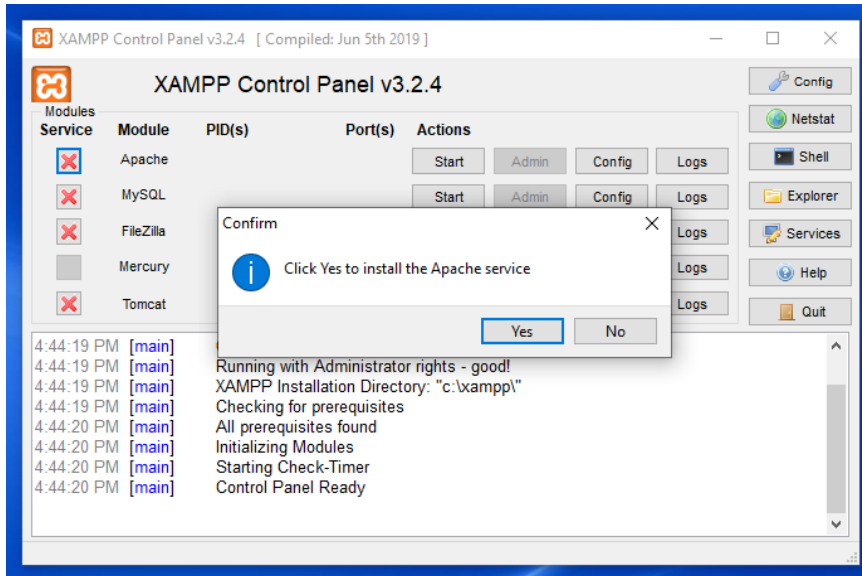 XAMPP Control Panel v3.2.4 [ Compiled: Jun 5th 2019 ]
XAMPP Control Panel v3.2.4
Config
Modules
Service Module PID(s) Port(s) Actions
Netstat
Apache Start Admin Config Logs
Shell
MySQL Start Admin Config Logs
Explorer
FileZilla Logs
Services
Mercury Logs
Help
Tomcat Logs
Quit
Confirm
Click Yes to install the Apache service
Yes No
4:44:19 PM [main]
4:44:19 PM [main] Running with Administrator rights - good!
4:44:19 PM [main] XAMPP Installation Directory: "c:\xampp\"
4:44:19 PM [main] Checking for prerequisites
4:44:20 PM [main] All prerequisites found
4:44:20 PM [main] Initializing Modules
4:44:20 PM [main] Starting Check-Timer
4:44:20 PM [main] Control Panel Ready